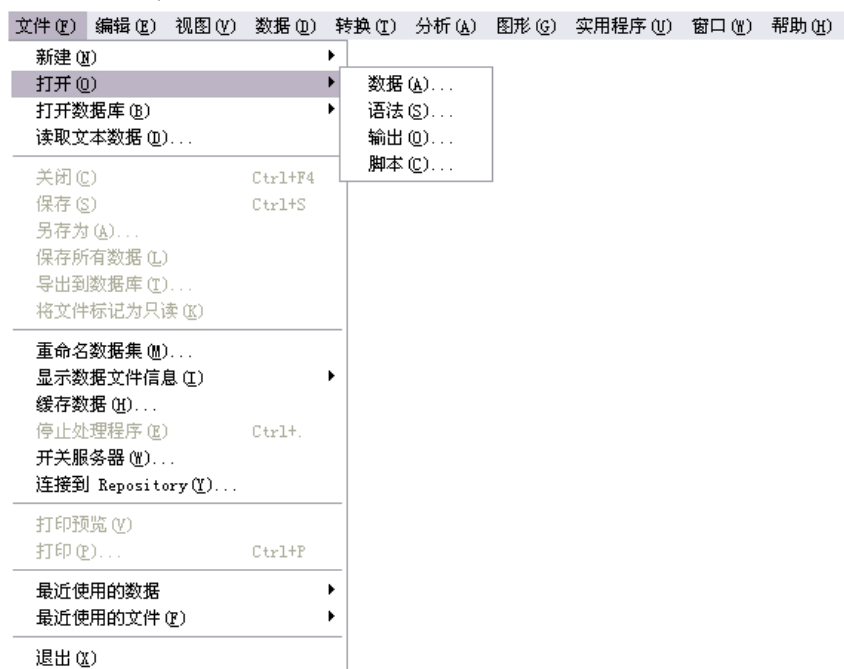 文件(F) 编辑(E) 视图(V) 数据(D) 转换(T) 分析(A) 图形(G) 实用程序(U) 窗口(W) 帮助(H)
新建(N)
打开(O)
打开数据库(B)
读取文本数据(D)...
数据(A)...
语法(S)...
输出(O)...
脚本(C)...
关闭(C) Ctrl+F4
保存(S) Ctrl+S
另存为(A)...
保存所有数据(L)
导出到数据库(T)...
将文件标记为只读(K)
重命名数据集(M)...
显示数据文件信息(I)
缓存数据(H)...
停止处理程序(E) Ctrl+.
开关服务器(W)...
连接到 Repository(Y)...
打印预览(V)
打印(P)... Ctrl+P
最近使用的数据
最近使用的文件(F)
退出(X)